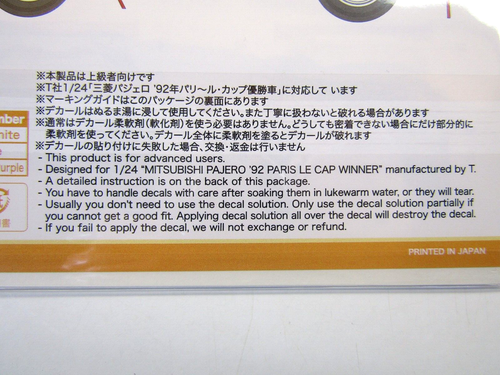 ※本製品は上級者向けです
※T社1/24「三菱パジェロ '92年パリ〜ル・カップ優勝車」に対応して います
※マーキングガイドはこのパッケージの裏面にあります
※デカールはぬるま湯に浸して使用してください。また丁寧に扱わないと破れる場合があります
※通常はデカール柔軟剤(軟化剤)を使う必要はありません。どうしても密着できない場合にだけ部分的に
柔軟剤を使ってください。デカール全体に柔軟剤を塗るとデカールが破れます
※デカールの貼り付けに失敗した場合、交換・返金は行いません
- This product is for advanced users.
- Designed for 1/24 "MITSUBISHI PAJERO '92 PARIS LE CAP WINNER" manufactured by T.
- A detailed instruction is on the back of this package.
- You have to handle decals with care after soaking them in lukewarm water, or they will tear.
- Usually you don't need to use the decal solution. Only use the decal solution partially if
you cannot get a good fit. Applying decal solution all over the decal will destroy the decal.
- If you fail to apply the decal, we will not exchange or refund.
PRINTED IN JAPAN